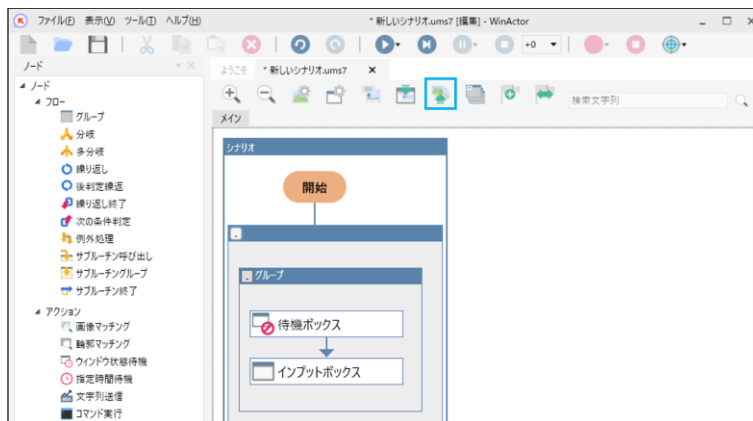 ファイル(F) 表示(V) ツール(T) ヘルプ(H)
* 新しいシナリオ.ums7 [編集] - WinActor
+0
ノード
ようこそ
* 新しいシナリオ.ums7
検索文字列
メイン
ノード
フロー
グループ
分岐
多分岐
繰り返し
後判定繰返
繰り返し終了
次の条件判定
例外処理
サブルーチン呼び出し
サブルーチングループ
サブルーチン終了
アクション
画像マッチング
輪郭マッチング
ウィンドウ状態待機
指定時間待機
文字列送信
コマンド実行
シナリオ
開始
グループ
待機ボックス
インプットボックス